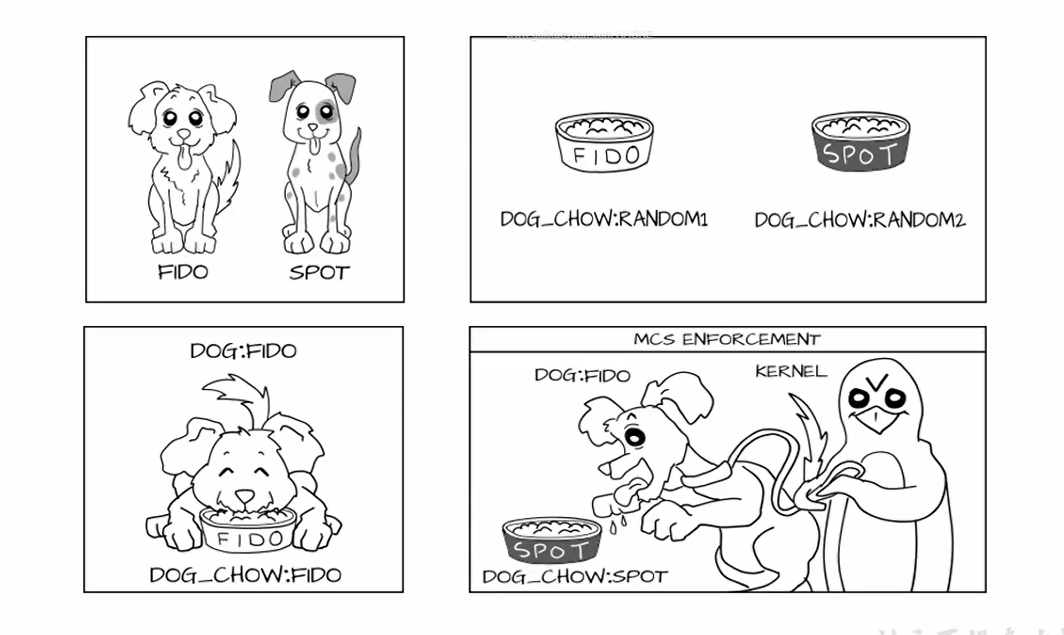 FIDO
SPOT
FIDO
SPOT
DOG_CHOW:RANDOM1
DOG_CHOW:RANDOM2
DOG:FIDO
FIDO
DOG_CHOW:FIDO
MCS ENFORCEMENT
DOG:FIDO
KERNEL
SPOT
DOG_CHOW:SPOT